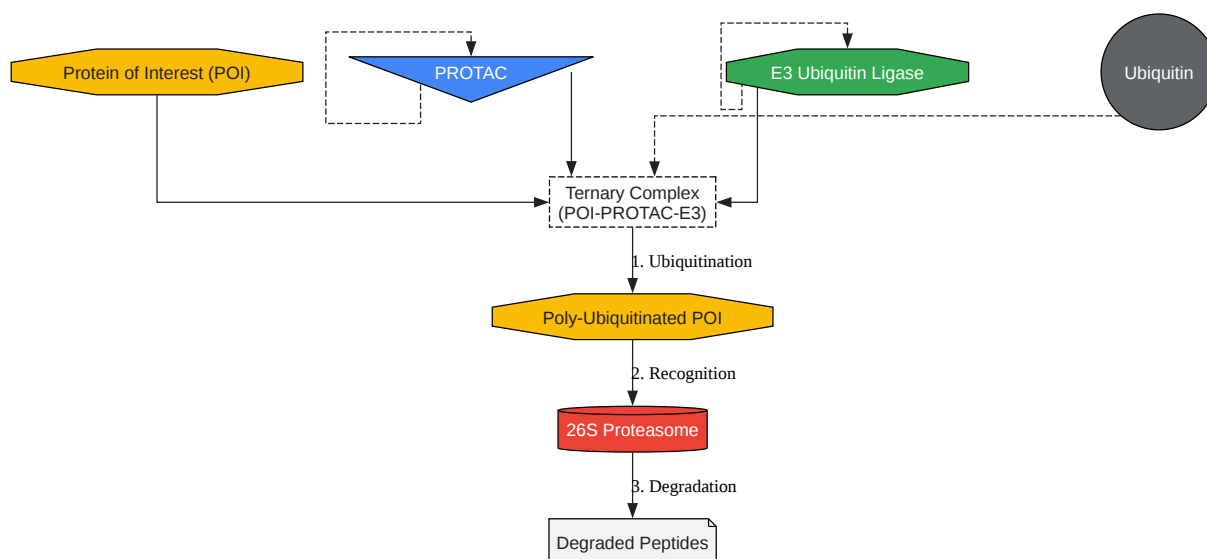 Protein of Interest (POI)
PROTAC
E3 Ubiquitin Ligase
Ubiquitin
Ternary Complex
(POI-PROTAC-E3)
1. Ubiquitination
Poly-Ubiquitinated POI
2. Recognition
26S Proteasome
3. Degradation
Degraded Peptides